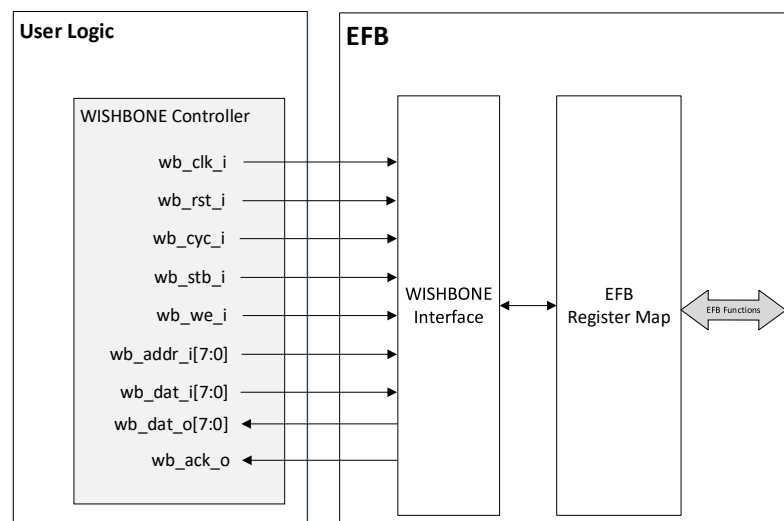 User Logic
EFB
WISHBONE Controller
wb_clk_i
wb_rst_i
wb_cyc_i
wb_stb_i
wb_we_i
wb_addr_i[7:0]
wb_dat_i[7:0]
wb_dat_o[7:0]
wb_ack_o
WISHBONE
Interface
EFB
Register Map
EFB Functions